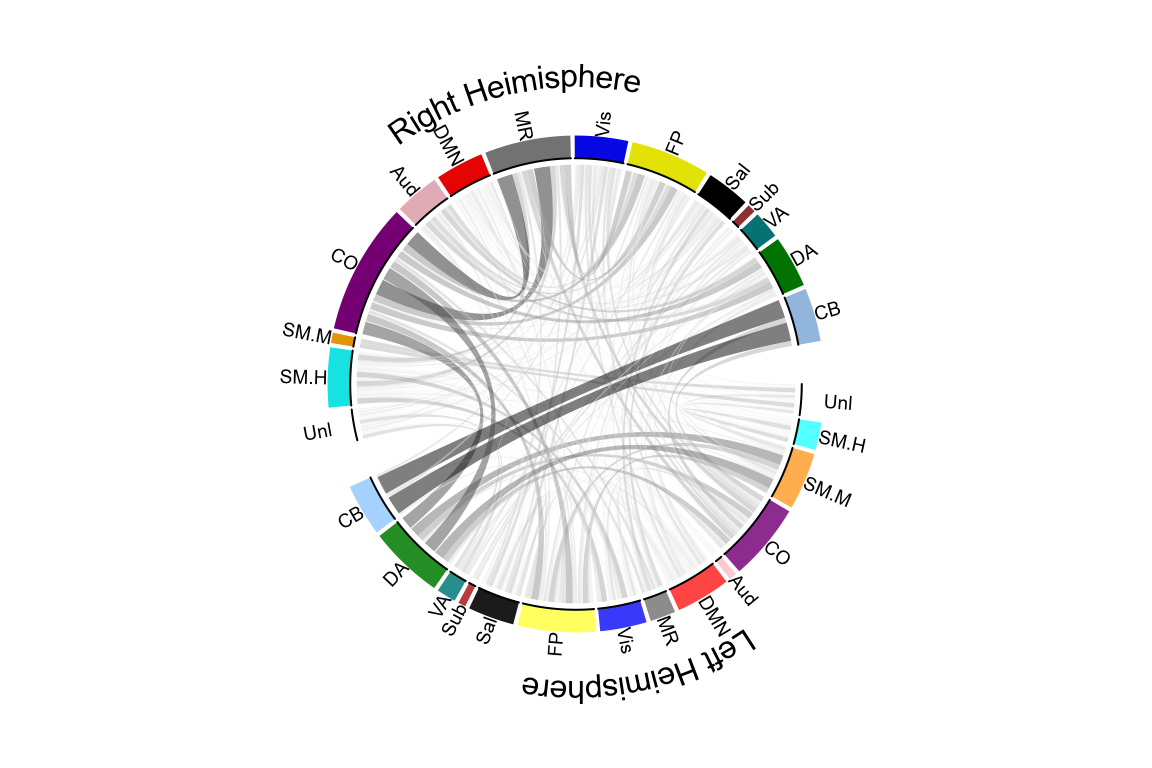 Right Heimisphere
Unl
SM.H
SM.M
CO
Aud
DMN
MR
Vis
FP
Sal
Sub
VA
DA
CB
Unl
SM.H
SM.M
CO
Aud
DMN
MR
Vis
FP
Sal
Sub
VA
DA
CB
Left Heimisphere